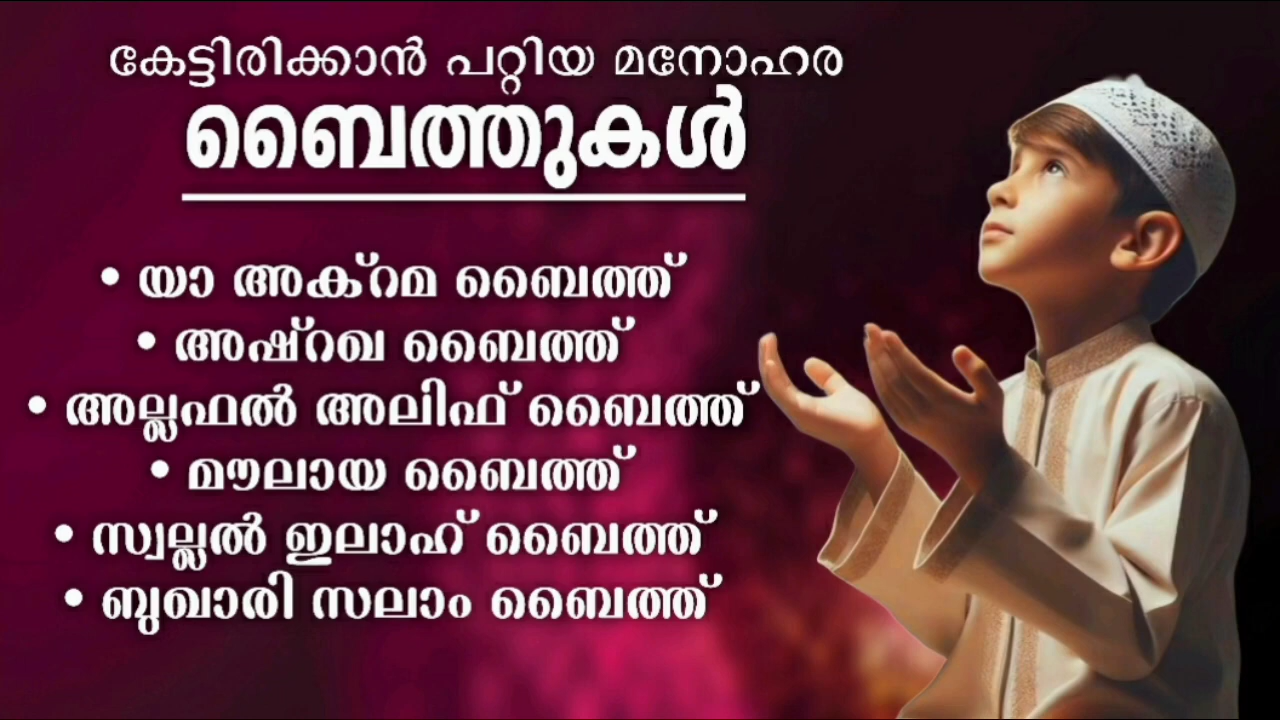 കേട്ടിരിക്കാൻ പറ്റിയ മനോഹര
ബൈത്തുകൾ
• യാ അക്റമ ബൈത്ത്
• അഷ്റഖ ബൈത്ത്
• അല്ലഫൽ അലിഫ് ബൈത്ത്
• മൗലായ ബൈത്ത്
• സ്വല്ലൽ ഇലാഹ് ബൈത്ത്
• ബുഖാരി സലാം ബൈത്ത്